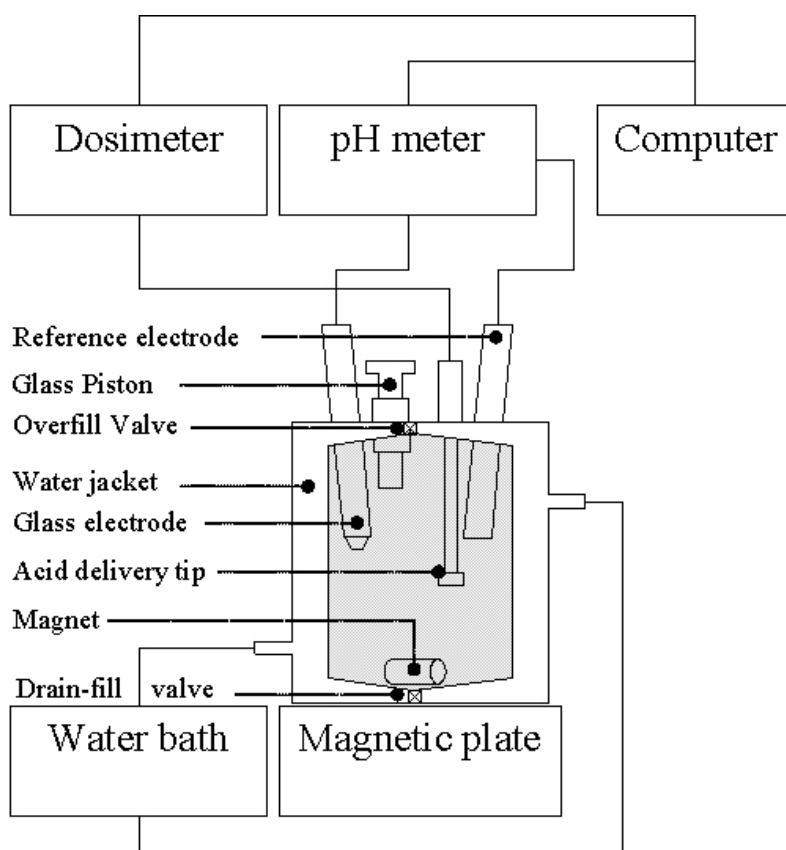 Dosimeter
pH meter
Computer
Reference electrode
Glass Piston
Overfill Valve
Water jacket
Glass electrode
Acid delivery tip
Magnet
Drain-fill valve
Water bath
Magnetic plate